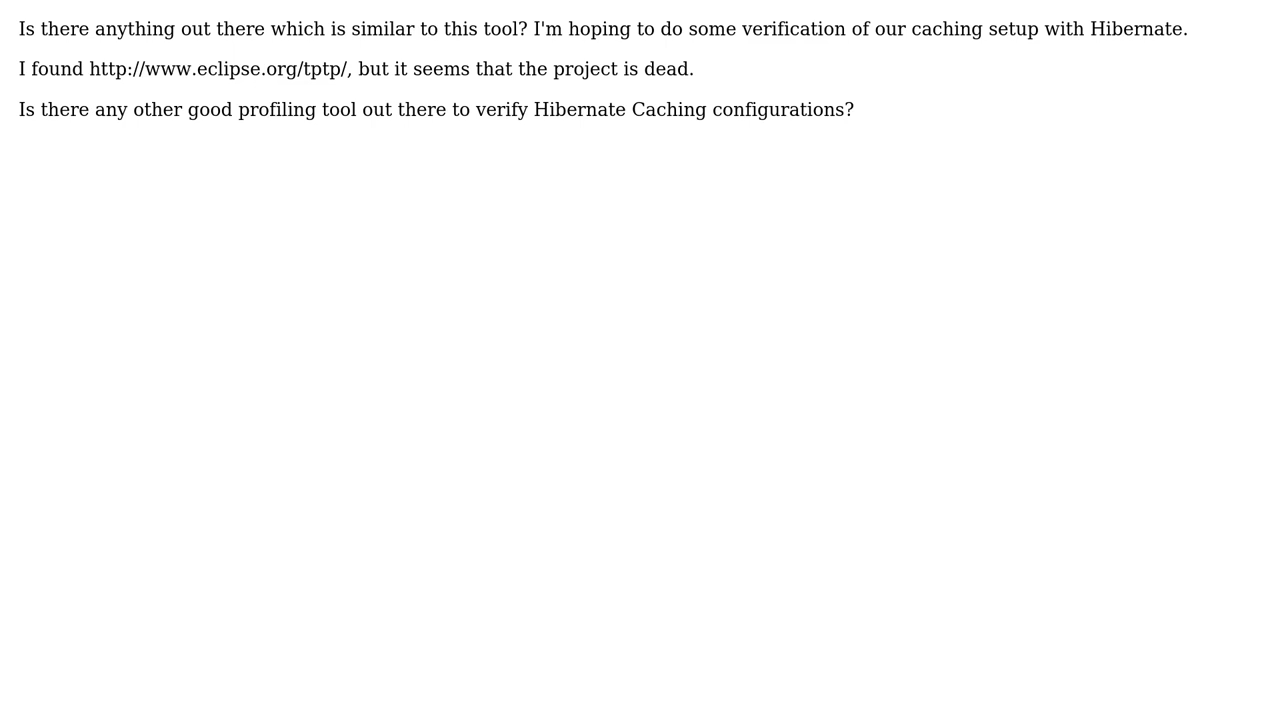 Is there anything out there which is similar to this tool? I'm hoping to do some verification of our caching setup with Hibernate.
I found http://www.eclipse.org/tptp/, but it seems that the project is dead.
Is there any other good profiling tool out there to verify Hibernate Caching configurations?